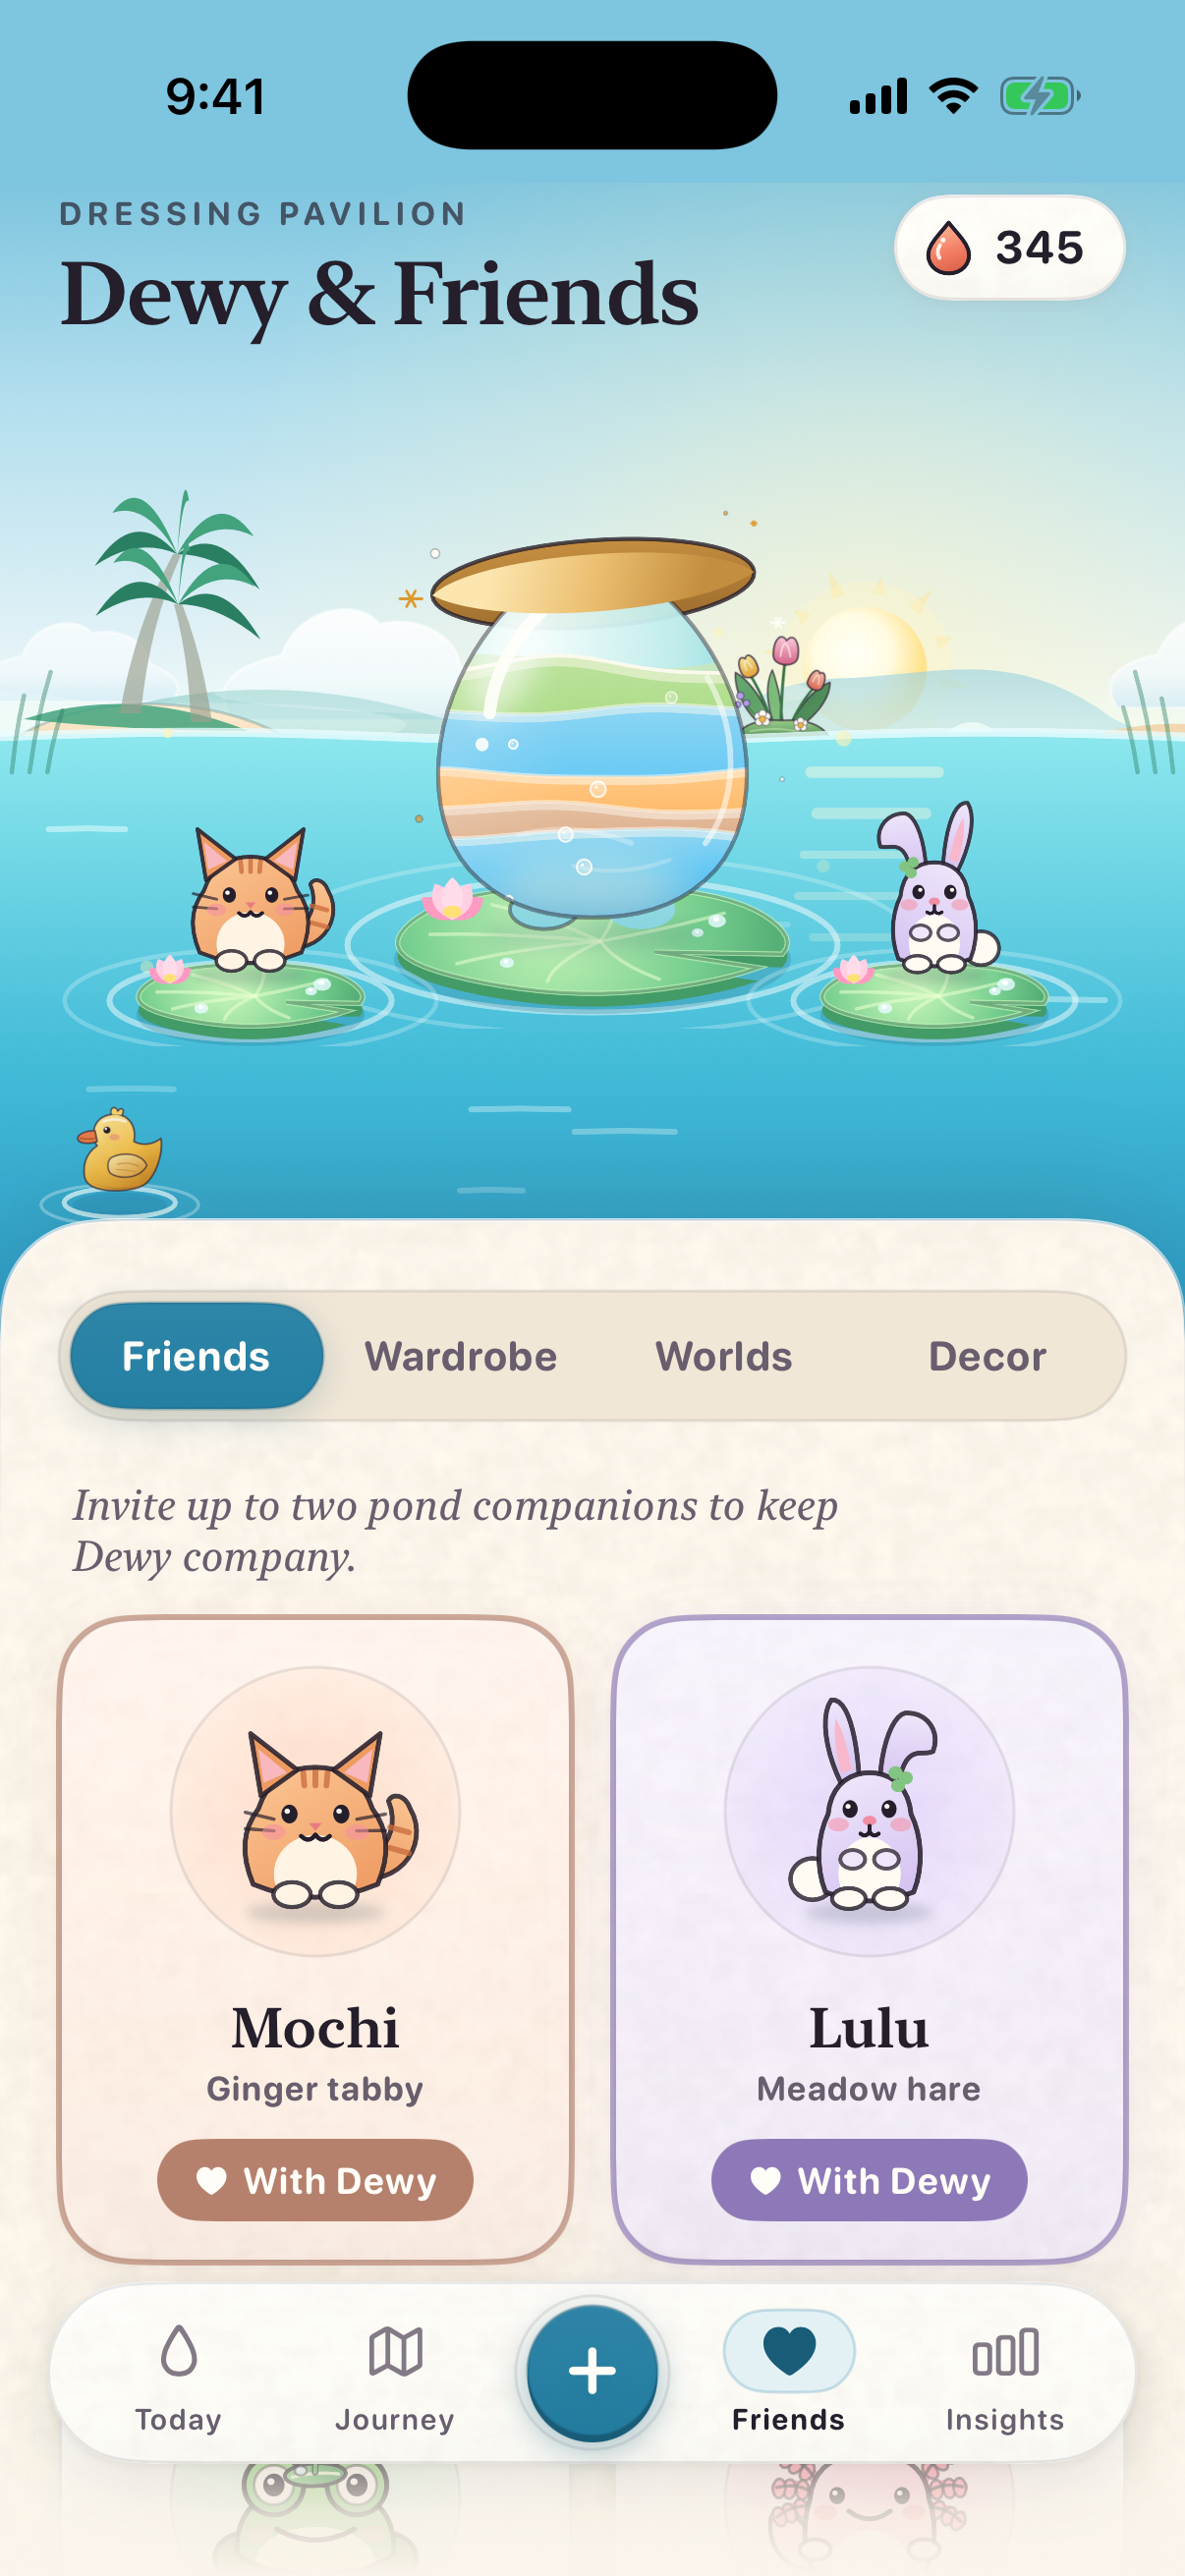 9:41
DRESSING PAVILION
Dewy & Friends
345
Friends
Wardrobe
Worlds
Decor
Invite up to two pond companions to keep
Dewy company.
Mochi
Ginger tabby
With Dewy
Lulu
Meadow hare
With Dewy
Today
Journey
Friends
Insights